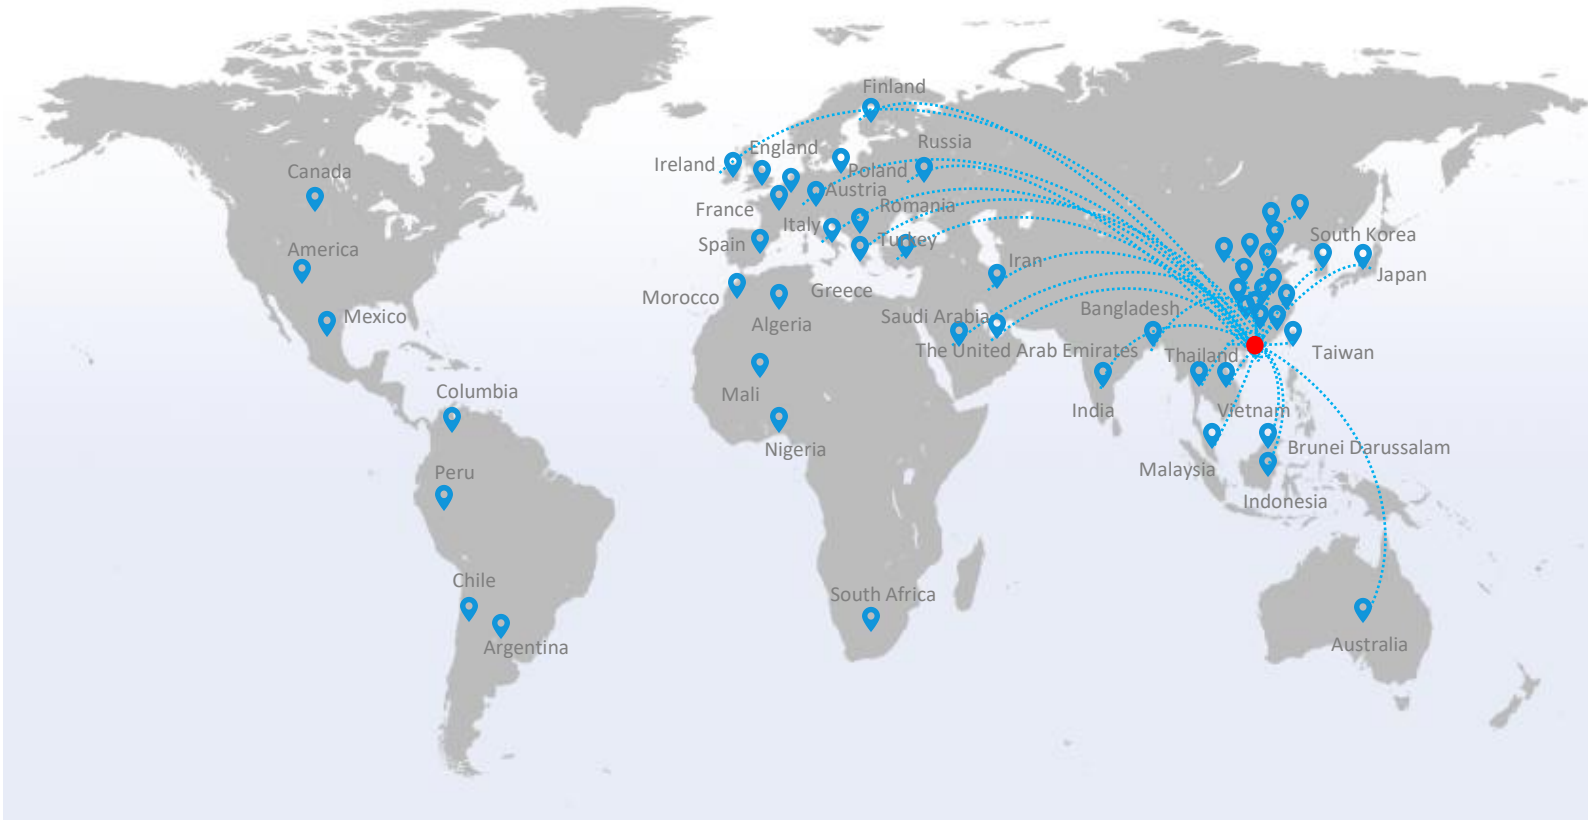 Finland
Russia
England
Ireland
Poland
Canada
Austria
France
Romania
Italy
Spain
Turkey
South Korea
America
Iran
Japan
Greece
Morocco
Bangladesh
Mexico
Saudi Arabia
Algeria
The United Arab Emirates
Thailand
Taiwan
Columbia
Mali
India
Vietnam
Nigeria
Brunei Darussalam
Peru
Malaysia
Indonesia
Chile
South Africa
Argentina
Australia